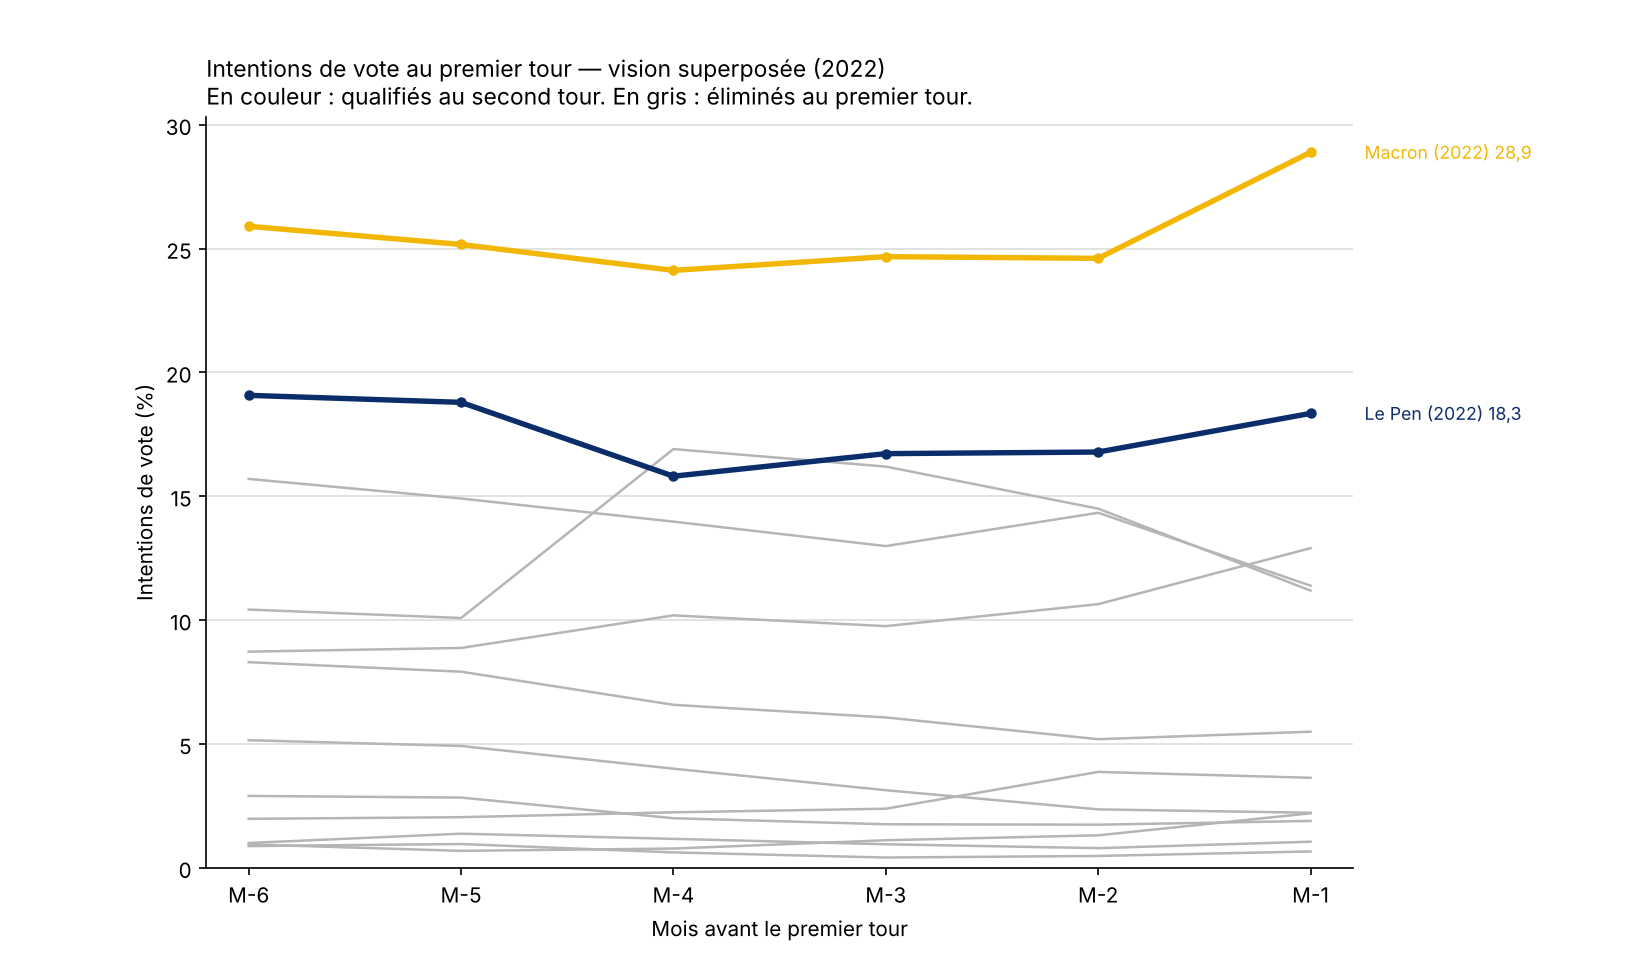 Intentions de vote au premier tour — vision superposée (2022)
En couleur : qualifiés au second tour. En gris : éliminés au premier tour.
30
25
20
15
10
5
0
Intentions de vote (%)
Macron (2022) 28,9
Le Pen (2022) 18,3
M-6
M-5
M-4
M-3
M-2
M-1
Mois avant le premier tour